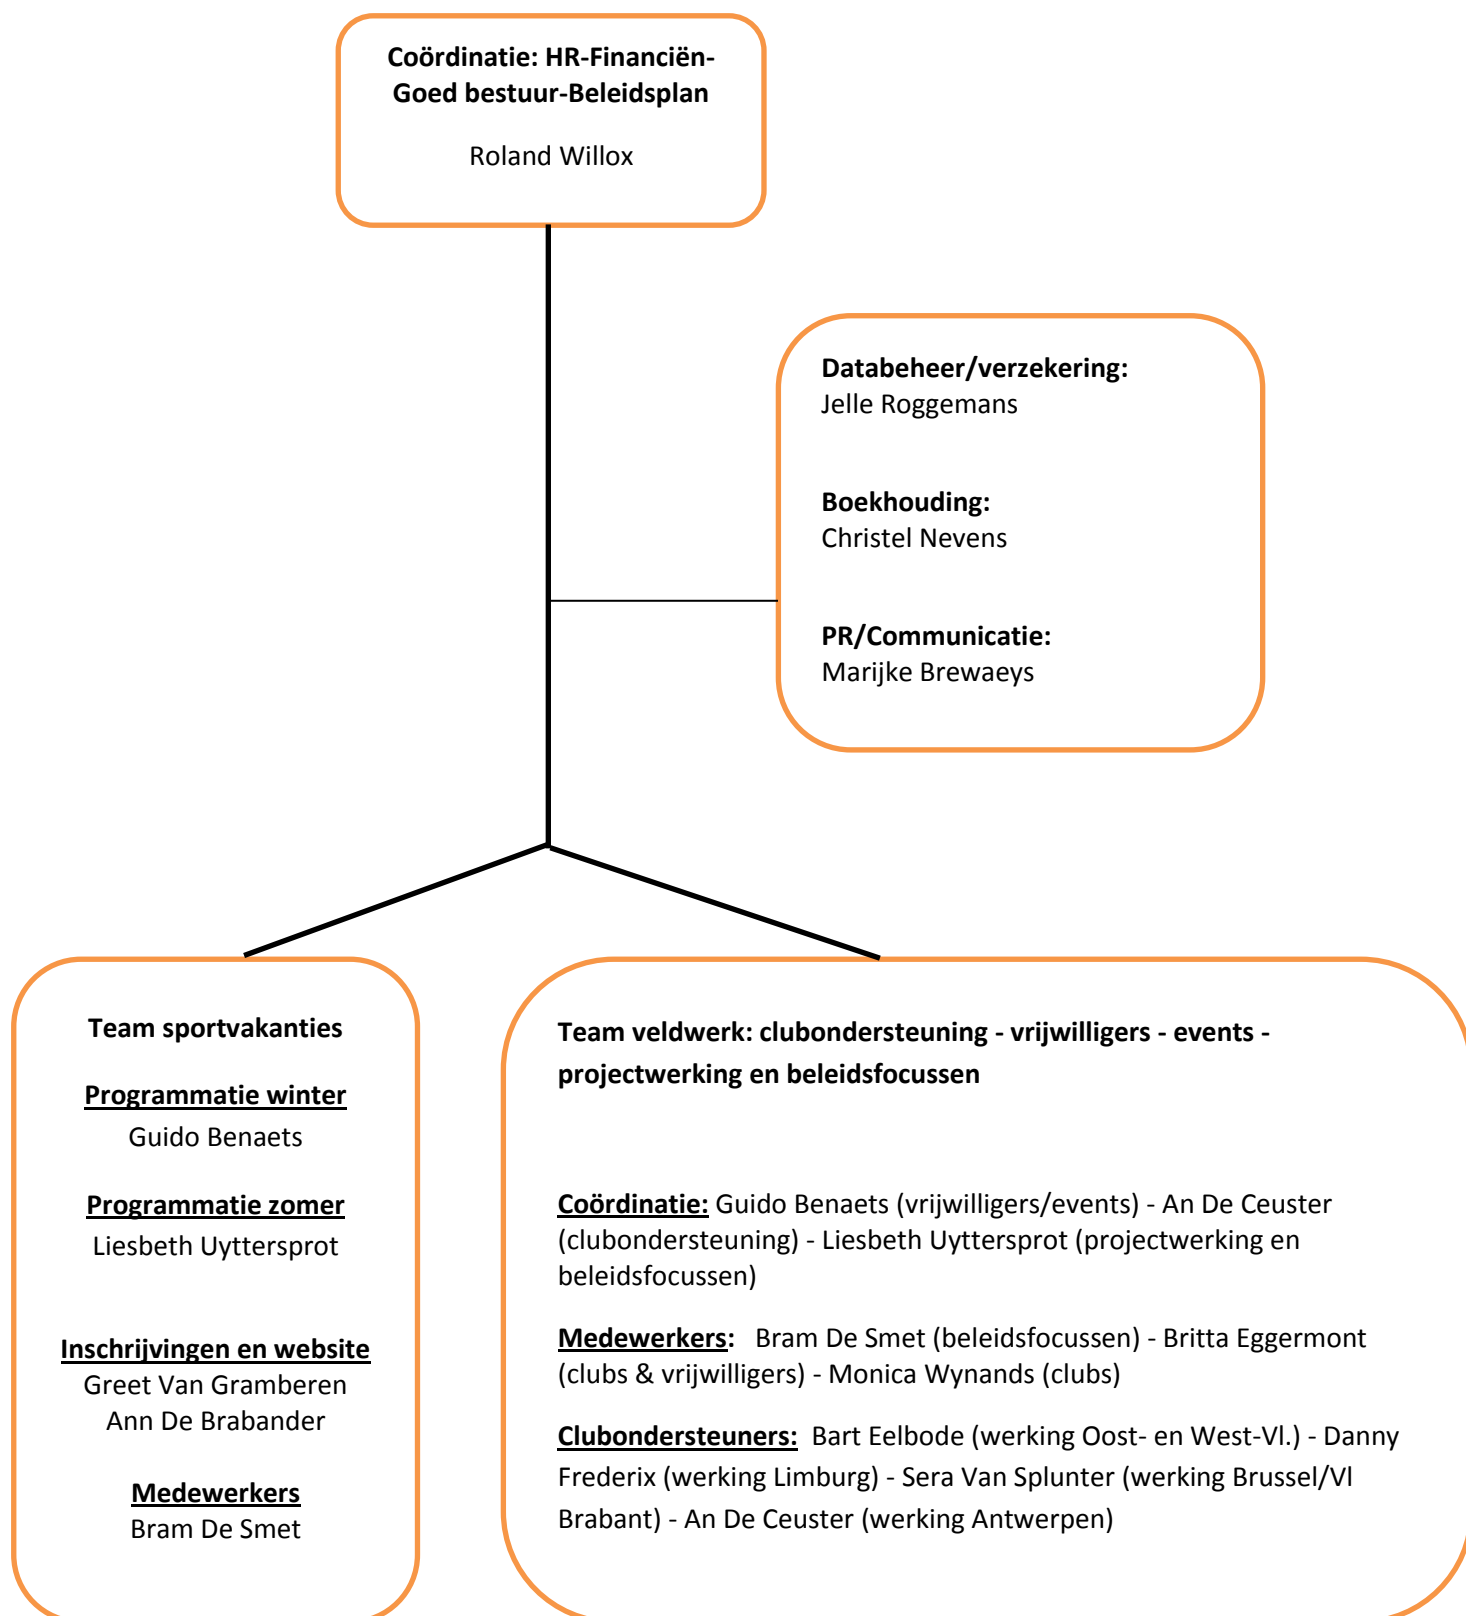 Coördinatie: HR-Financiën-
Goed bestuur-Beleidsplan
Roland Willox
Databeheer/verzekering:
Jelle Roggemans
Boekhouding:
Christel Nevens
PR/Communicatie:
Marijke Brewaeys
Team sportvakanties
Programmatie winter
Guido Benaets
Programmatie zomer
Liesbeth Uyttersprot
Inschrijvingen en website
Greet Van Gramberen
Ann De Brabander
Medewerkers
Bram De Smet
Team veldwerk: clubondersteuning - vrijwilligers - events -
projectwerking en beleidsfocussen
Coördinatie: Guido Benaets (vrijwilligers/events) - An De Ceuster
(clubondersteuning) - Liesbeth Uyttersprot (projectwerking en
beleidsfocussen)
Medewerkers: Bram De Smet (beleidsfocussen) - Britta Eggermont
(clubs & vrijwilligers) - Monica Wynands (clubs)
Clubondersteuners: Bart Eelbode (werking Oost- en West-Vl.) - Danny
Frederix (werking Limburg) - Sera Van Splunter (werking Brussel/Vl
Brabant) - An De Ceuster (werking Antwerpen)